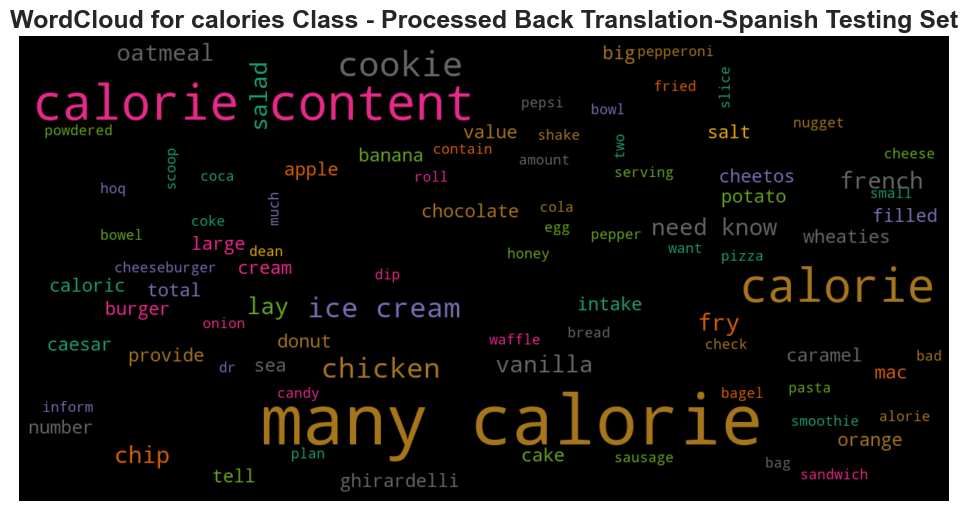 WordCloud for calories Class - Processed Back Translation-Spanish Testing Set
oatmeal
cookie
big
pepperoni
salad
fried
slice
calorie content
pepsi
bowl
powdered
value
shake
two
salt
nugget
scoop
coca
apple
banana
contain
amount
serving
cheetos
french
cheese
hoq
much
roll
potato
small
coke
chocolate
cola
egg
pepper
need know
filled
bowel
large
dean
honey
want
pizza
wheaties
cheeseburger
cream
dip
caloric
total
calorie
burger
lay
ice cream
intake
onion
fry
caesar
provide
donut
waffle
bread
check
dr
sea
chicken
vanilla
caramel
bad
mac
candy
bagel
pasta
inform
many calorie
smoothie
alorie
number
orange
chip
plan
cake
sausage
bag
tell
ghirardelli
sandwich